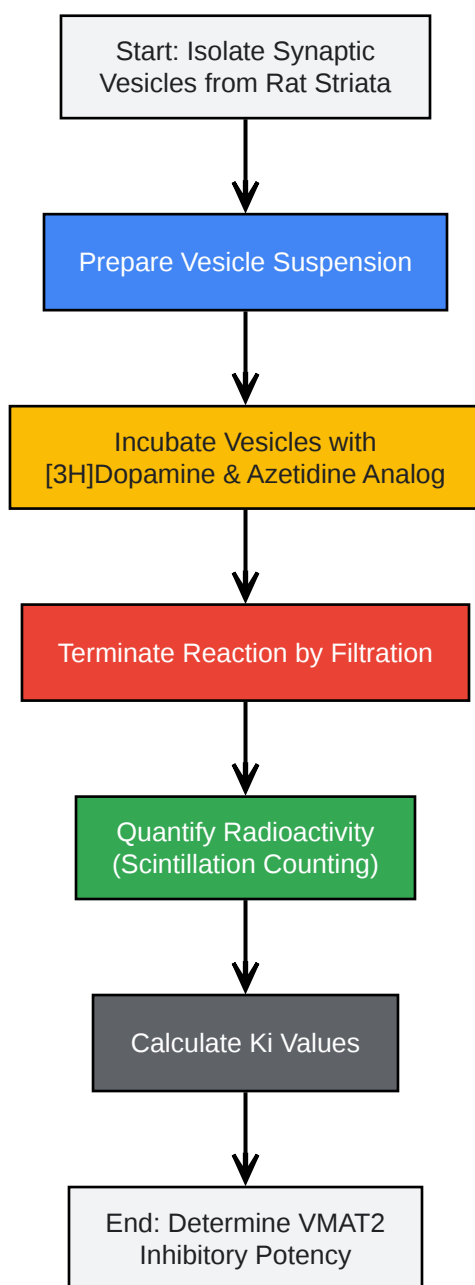 Start: Isolate Synaptic
Vesicles from Rat Striata
Prepare Vesicle Suspension
Incubate Vesicles with
[3H]Dopamine & Azetidine Analog
Terminate Reaction by Filtration
Quantify Radioactivity
(Scintillation Counting)
Calculate Ki Values
End: Determine VMAT2
Inhibitory Potency